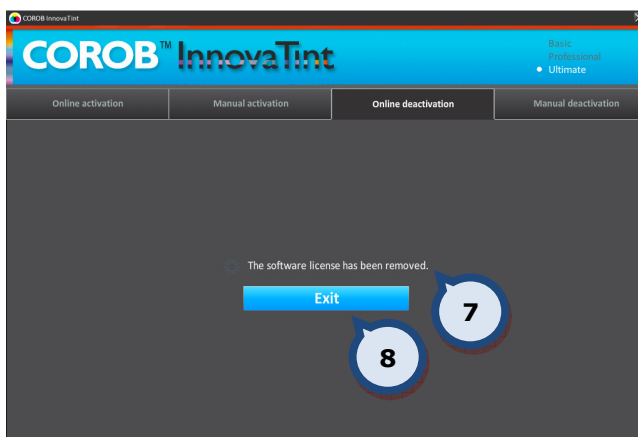 COROB InnovaTint
COROB™ InnovaTint
Basic
Professional
Ultimate
Online activation
Manual activation
Online deactivation
Manual deactivation
The software license has been removed.
Exit
7
8